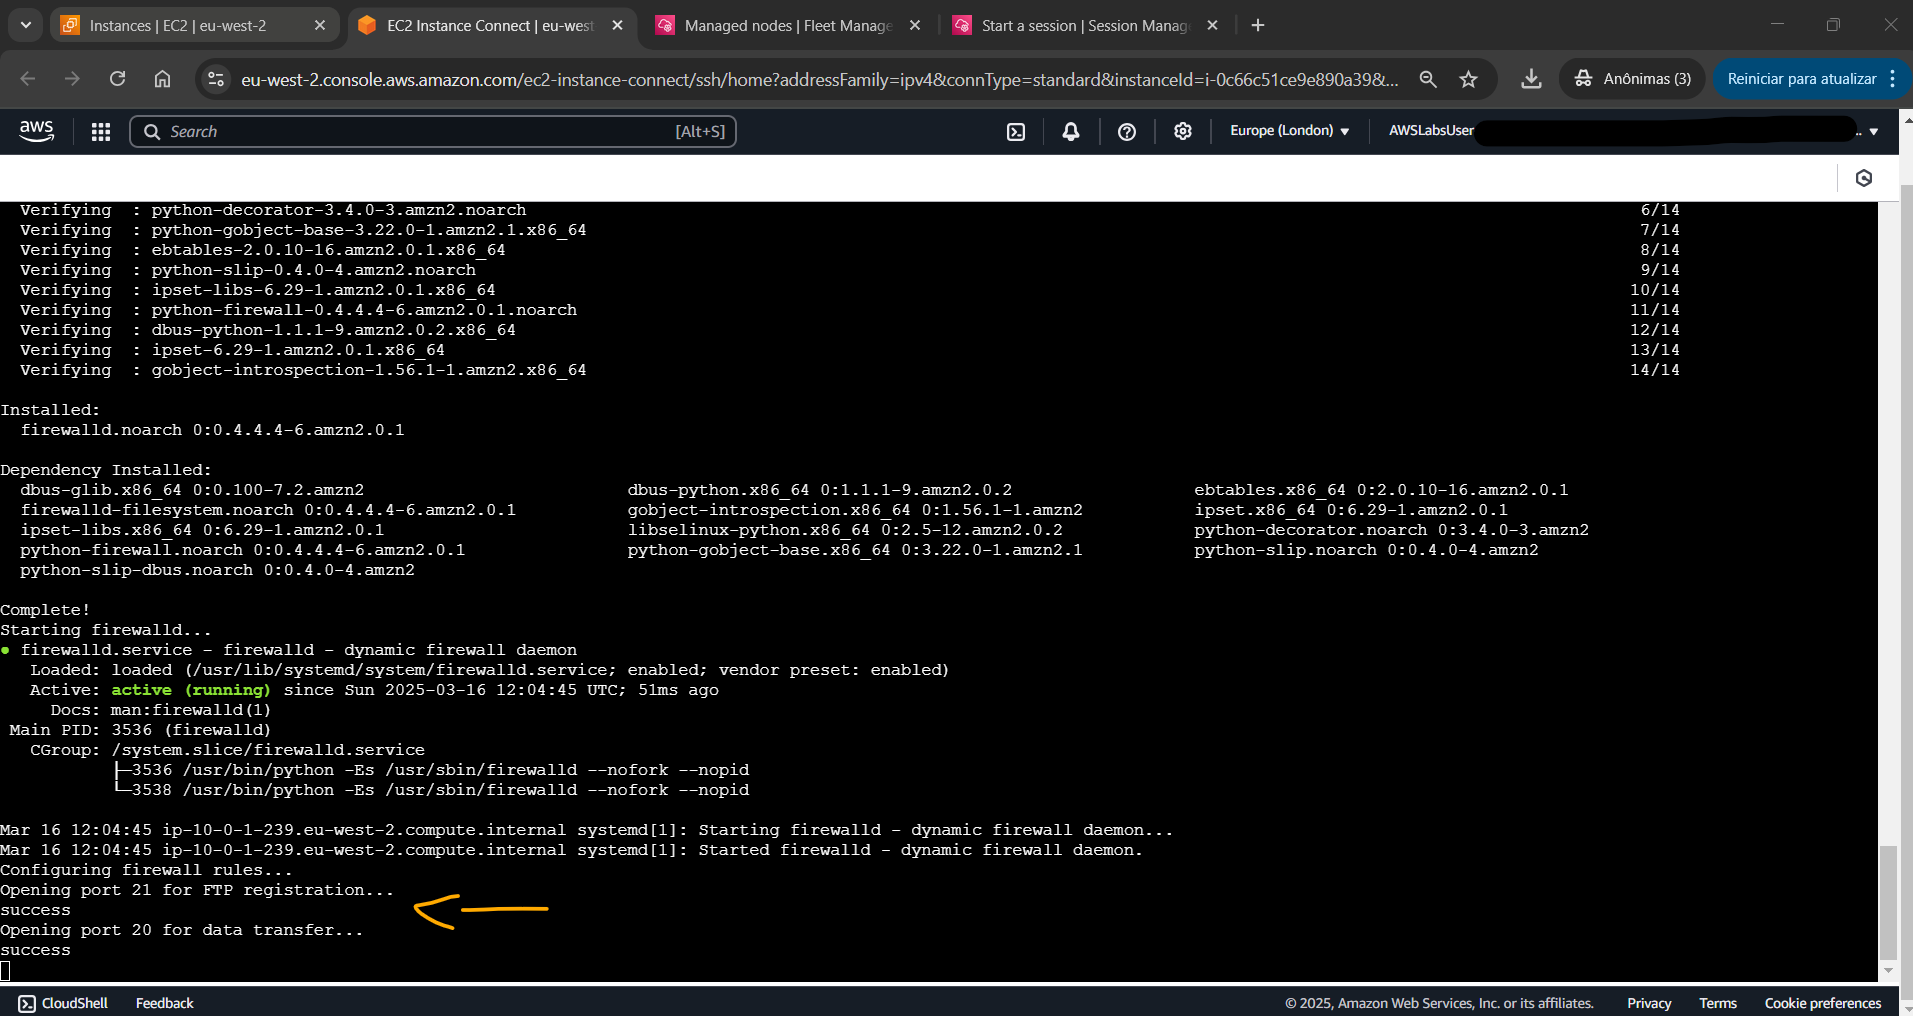 Instances | EC2 | eu-west-2
EC2 Instance Connect | eu-west
Managed nodes | Fleet Manage
Start a session | Session Manag
eu-west-2.console.aws.amazon.com/ec2-instance-connect/ssh/home?addressFamily=ipv4&connType=standard&instanceId=i-0c66c51ce9e890a39&...
Anônimas (3)
Reiniciar para atualizar
aws
Search
[Alt+S]
Europe (London)
AWSLabsUser
..
Verifying : python-decorator-3.4.0-3.amzn2.noarch 6/14
Verifying : python-gobject-base-3.22.0-1.amzn2.1.x86_64 7/14
Verifying : ebtables-2.0.10-16.amzn2.0.1.x86_64 8/14
Verifying : python-slip-0.4.0-4.amzn2.noarch 9/14
Verifying : ipset-libs-6.29-1.amzn2.0.1.x86_64 10/14
Verifying : python-firewall-0.4.4.4-6.amzn2.0.1.noarch 11/14
Verifying : dbus-python-1.1.1-9.amzn2.0.2.x86_64 12/14
Verifying : ipset-6.29-1.amzn2.0.1.x86_64 13/14
Verifying : gobject-introspection-1.56.1-1.amzn2.x86_64 14/14
Installed:
firewalld.noarch 0:0.4.4.4-6.amzn2.0.1
Dependency Installed:
dbus-glib.x86_64 0:0.100-7.2.amzn2 dbus-python.x86_64 0:1.1.1-9.amzn2.0.2 ebtables.x86_64 0:2.0.10-16.amzn2.0.1
firewalld-filesystem.noarch 0:0.4.4.4-6.amzn2.0.1 gobject-introspection.x86_64 0:1.56.1-1.amzn2 ipset.x86_64 0:6.29-1.amzn2.0.1
ipset-libs.x86_64 0:6.29-1.amzn2.0.1 libselinux-python.x86_64 0:2.5-12.amzn2.0.2 python-decorator.noarch 0:3.4.0-3.amzn2
python-firewall.noarch 0:0.4.4.4-6.amzn2.0.1 python-gobject-base.x86_64 0:3.22.0-1.amzn2.1 python-slip.noarch 0:0.4.0-4.amzn2
python-slip-dbus.noarch 0:0.4.0-4.amzn2
Complete!
Starting firewalld...
● firewalld.service - firewalld - dynamic firewall daemon
Loaded: loaded (/usr/lib/systemd/system/firewalld.service; enabled; vendor preset: enabled)
Active: active (running) since Sun 2025-03-16 12:04:45 UTC; 51ms ago
Docs: man:firewalld(1)
Main PID: 3536 (firewalld)
CGroup: /system.slice/firewalld.service
├─3536 /usr/bin/python -Es /usr/sbin/firewalld --nofork --nopid
└─3538 /usr/bin/python -Es /usr/sbin/firewalld --nofork --nopid
Mar 16 12:04:45 ip-10-0-1-239.eu-west-2.compute.internal systemd[1]: Starting firewalld - dynamic firewall daemon...
Mar 16 12:04:45 ip-10-0-1-239.eu-west-2.compute.internal systemd[1]: Started firewalld - dynamic firewall daemon.
Configuring firewall rules...
Opening port 21 for FTP registration...
success
Opening port 20 for data transfer...
success
CloudShell
Feedback
© 2025, Amazon Web Services, Inc. or its affiliates.
Privacy
Terms
Cookie preferences